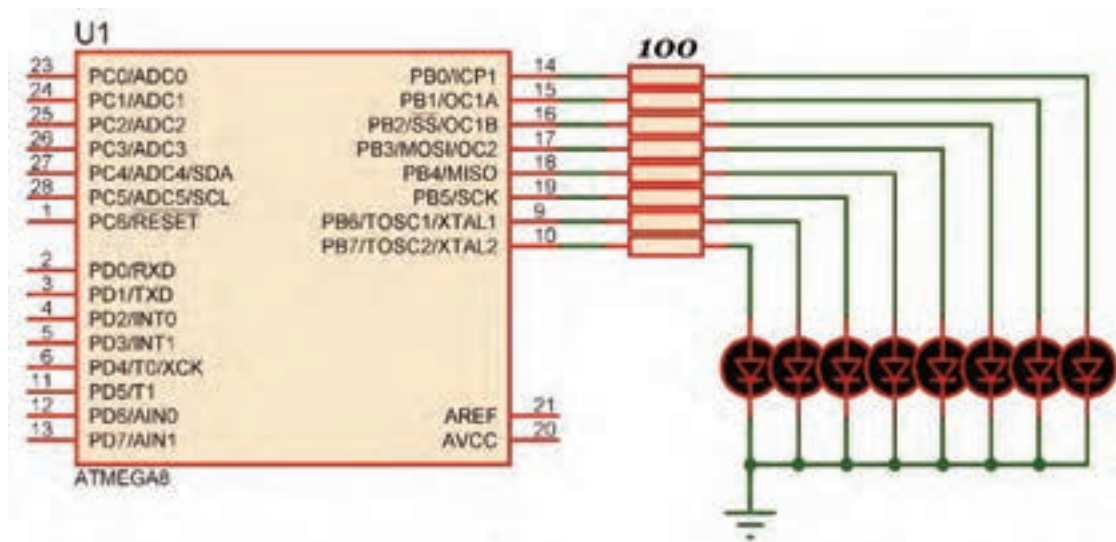 U1
100
23 PC0/ADC0
24 PC1/ADC1
25 PC2/ADC2
26 PC3/ADC3
27 PC4/ADC4/SDA
28 PC5/ADC5/SCL
1 PC6/RESET
2 PD0/RXD
3 PD1/TXD
4 PD2/INT0
5 PD3/INT1
6 PD4/T0/XCK
11 PD5/T1
12 PD6/AIN0
13 PD7/AIN1
PB0/ICP1 14
PB1/OC1A 15
PB2/SS/OC1B 16
PB3/MOSI/OC2 17
PB4/MISO 18
PB5/SCK 19
PB6/TOSC1/XTAL1 9
PB7/TOSC2/XTAL2 10
AREF 21
AVCC 20
ATMEGA8